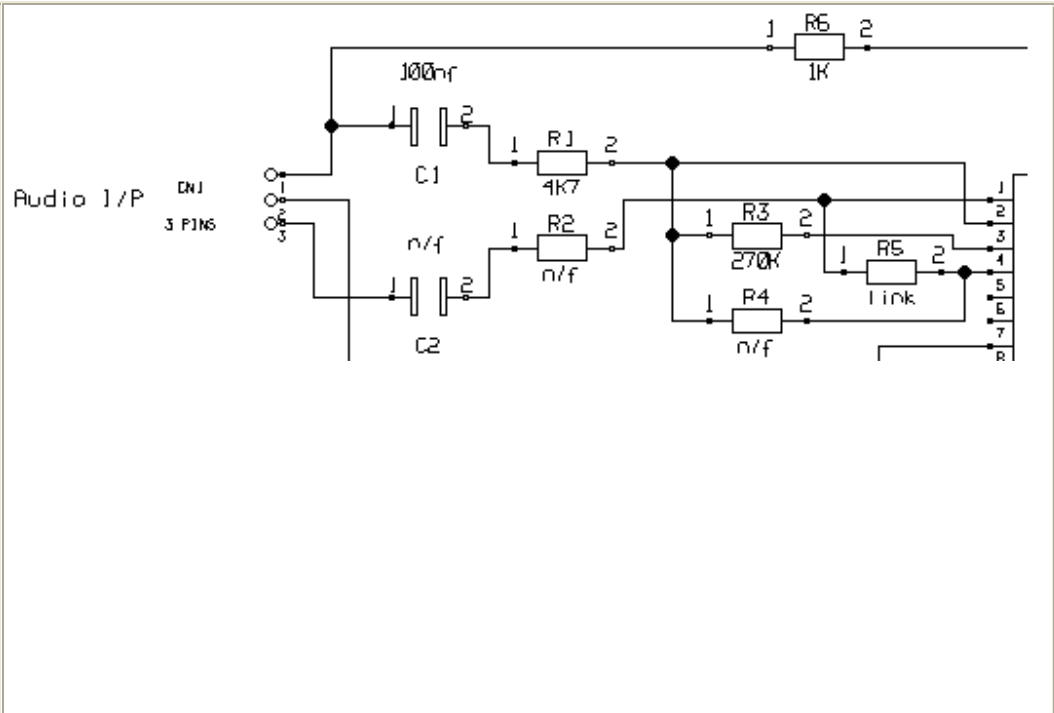 1 R6 2
1K
100nf
1 2
C1
1 R1 2
4K7
Audio I/P
CN1
3 PINS
1
2
3
n/f
1 2
C2
1 R2 2
n/f
1 R3 2
270K
1 R5 2
link
1 R4 2
n/f
1
2
3
4
5
6
7
8